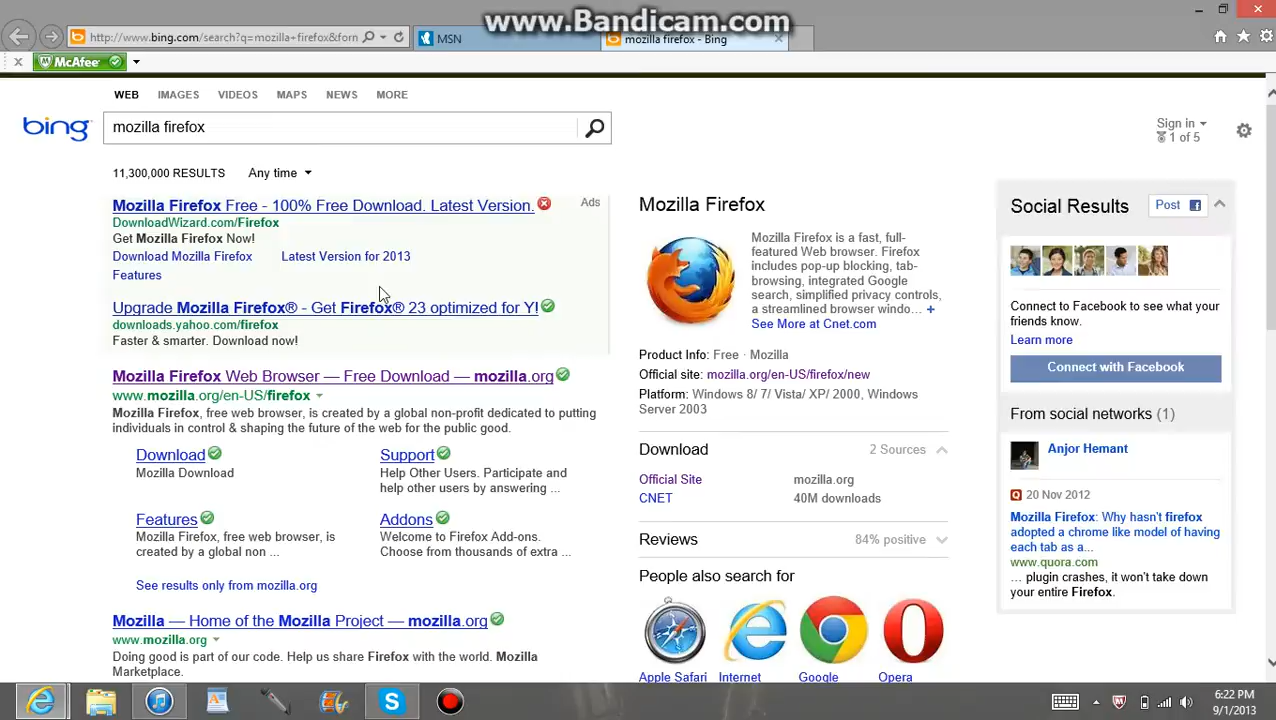 www.Bandicam.com
http://www.bing.com/search?q=mozilla+firefox&forn
MSN
mozilla firefox - Bing
McAfee
WEB IMAGES VIDEOS MAPS NEWS MORE
bing
mozilla firefox
Sign in
1 of 5
11,300,000 RESULTS Any time
Mozilla Firefox Free - 100% Free Download. Latest Version.
Ads
DownloadWizard.com/Firefox
Get Mozilla Firefox Now!
Download Mozilla Firefox Latest Version for 2013
Features
Upgrade Mozilla Firefox® - Get Firefox® 23 optimized for Y!
downloads.yahoo.com/firefox
Faster & smarter. Download now!
Mozilla Firefox Web Browser — Free Download — mozilla.org
www.mozilla.org/en-US/firefox
Mozilla Firefox, free web browser, is created by a global non-profit dedicated to putting
individuals in control & shaping the future of the web for the public good.
Download
Mozilla Download
Support
Help Other Users. Participate and
help other users by answering ...
Features
Mozilla Firefox, free web browser, is
created by a global non ...
Addons
Welcome to Firefox Add-ons.
Choose from thousands of extra ...
See results only from mozilla.org
Mozilla — Home of the Mozilla Project — mozilla.org
www.mozilla.org
Doing good is part of our code. Help us share Firefox with the world. Mozilla
Marketplace.
Mozilla Firefox
Mozilla Firefox is a fast, full-
featured Web browser. Firefox
includes pop-up blocking, tab-
browsing, integrated Google
search, simplified privacy controls,
a streamlined browser windo... +
See More at Cnet.com
Product Info: Free · Mozilla
Official site: mozilla.org/en-US/firefox/new
Platform: Windows 8/ 7/ Vista/ XP/ 2000, Windows
Server 2003
Download 2 Sources
Official Site mozilla.org
CNET 40M downloads
Reviews 84% positive
People also search for
Apple Safari Internet Google Opera
Social Results
Post
Connect to Facebook to see what your
friends know.
Learn more
Connect with Facebook
From social networks (1)
Anjor Hemant
20 Nov 2012
Mozilla Firefox: Why hasn't firefox
adopted a chrome like model of having
each tab as a...
www.quora.com
... plugin crashes, it won't take down
your entire Firefox.
6:22 PM
9/1/2013